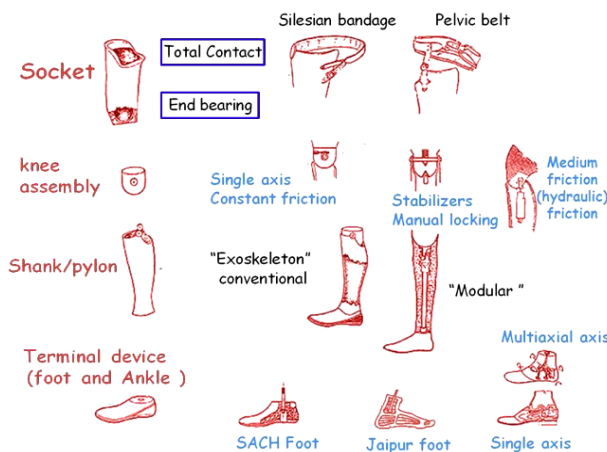 Silesian bandage
Pelvic belt
Socket
Total Contact
End bearing
knee
assembly
Single axis
Constant friction
Stabilizers
Manual locking
Medium
friction
(hydraulic)
friction
Shank/pylon
"Exoskeleton"
conventional
"Modular "
Terminal device
(foot and Ankle )
Multiaxial axis
SACH Foot
Jaipur foot
Single axis